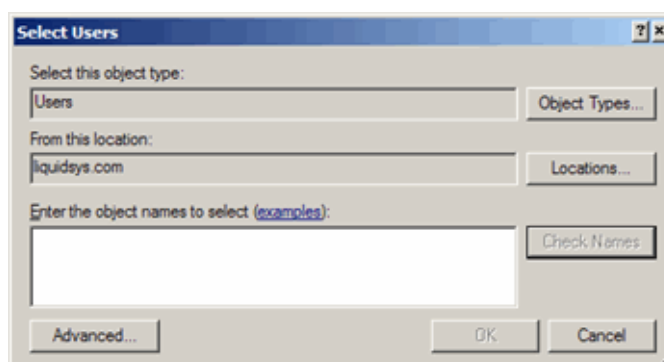 Select Users
Select this object type:
Users
Object Types...
From this location:
liquidsys.com
Locations...
Enter the object names to select (examples):
Check Names
Advanced...
OK
Cancel